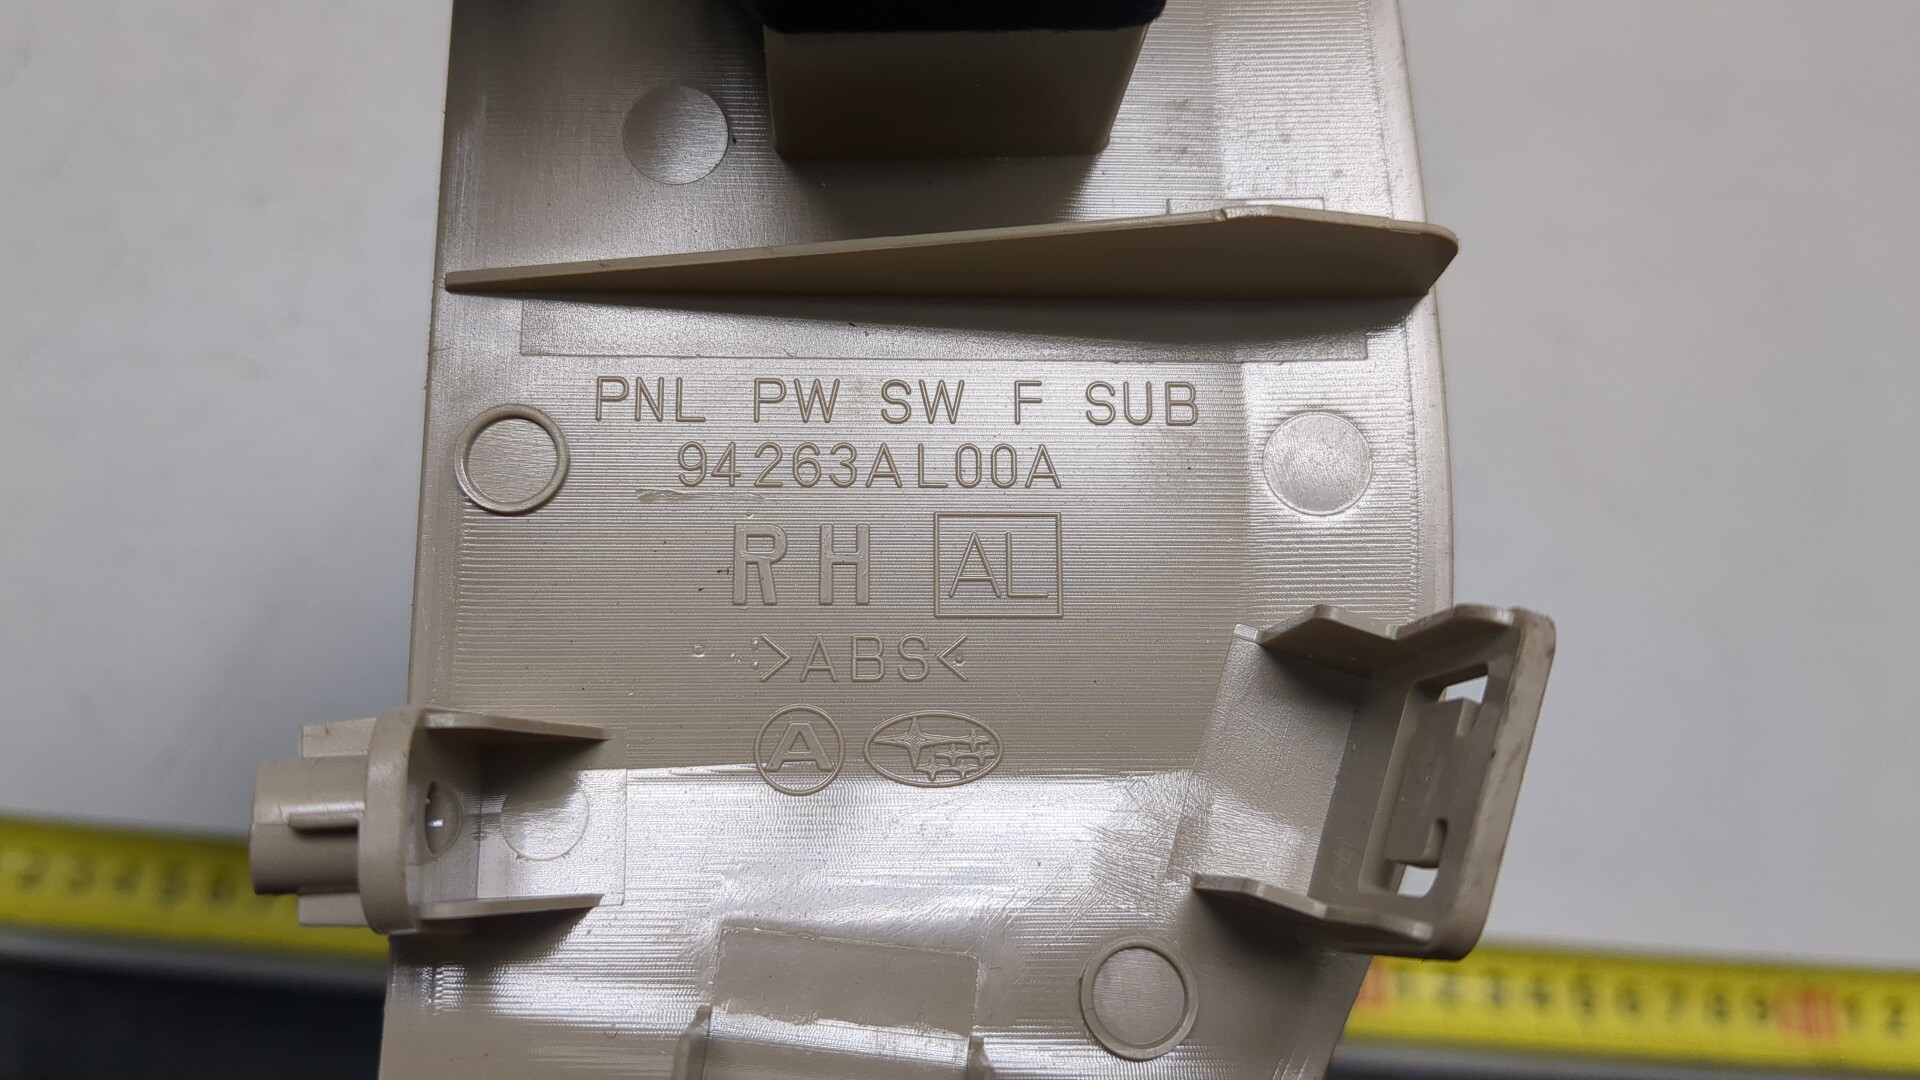 PNL PW SW F SUB
94263AL00A
RH AL
>ABS<
A